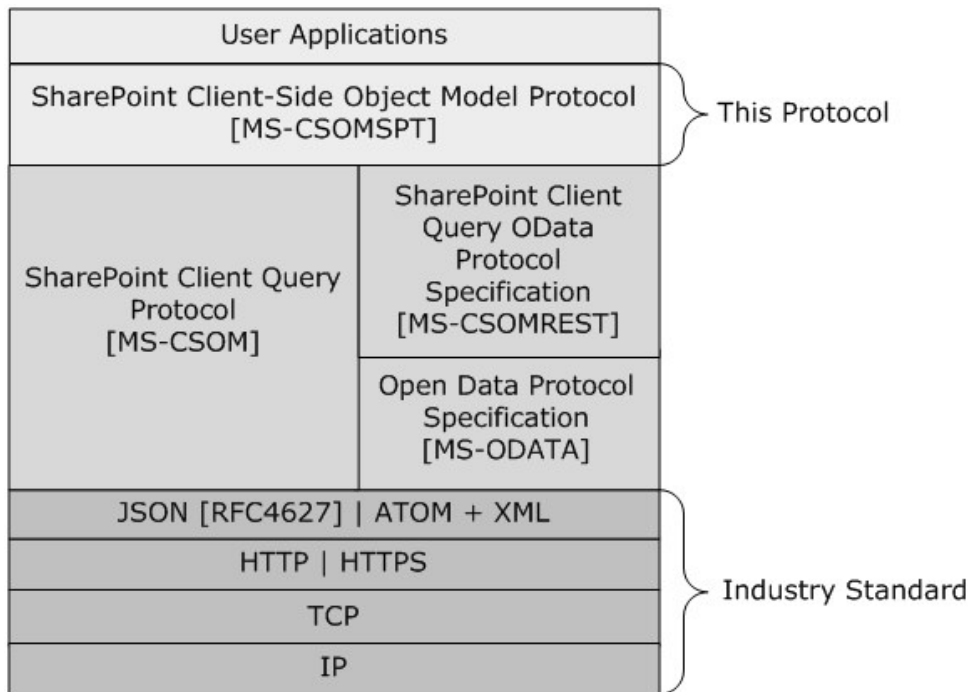 User Applications
SharePoint Client-Side Object Model Protocol
[MS-CSOMSPT]
This Protocol
SharePoint Client Query
Protocol
[MS-CSOM]
SharePoint Client
Query OData
Protocol
Specification
[MS-CSOMREST]
Open Data Protocol
Specification
[MS-ODATA]
JSON [RFC4627] | ATOM + XML
HTTP | HTTPS
TCP
IP
Industry Standard